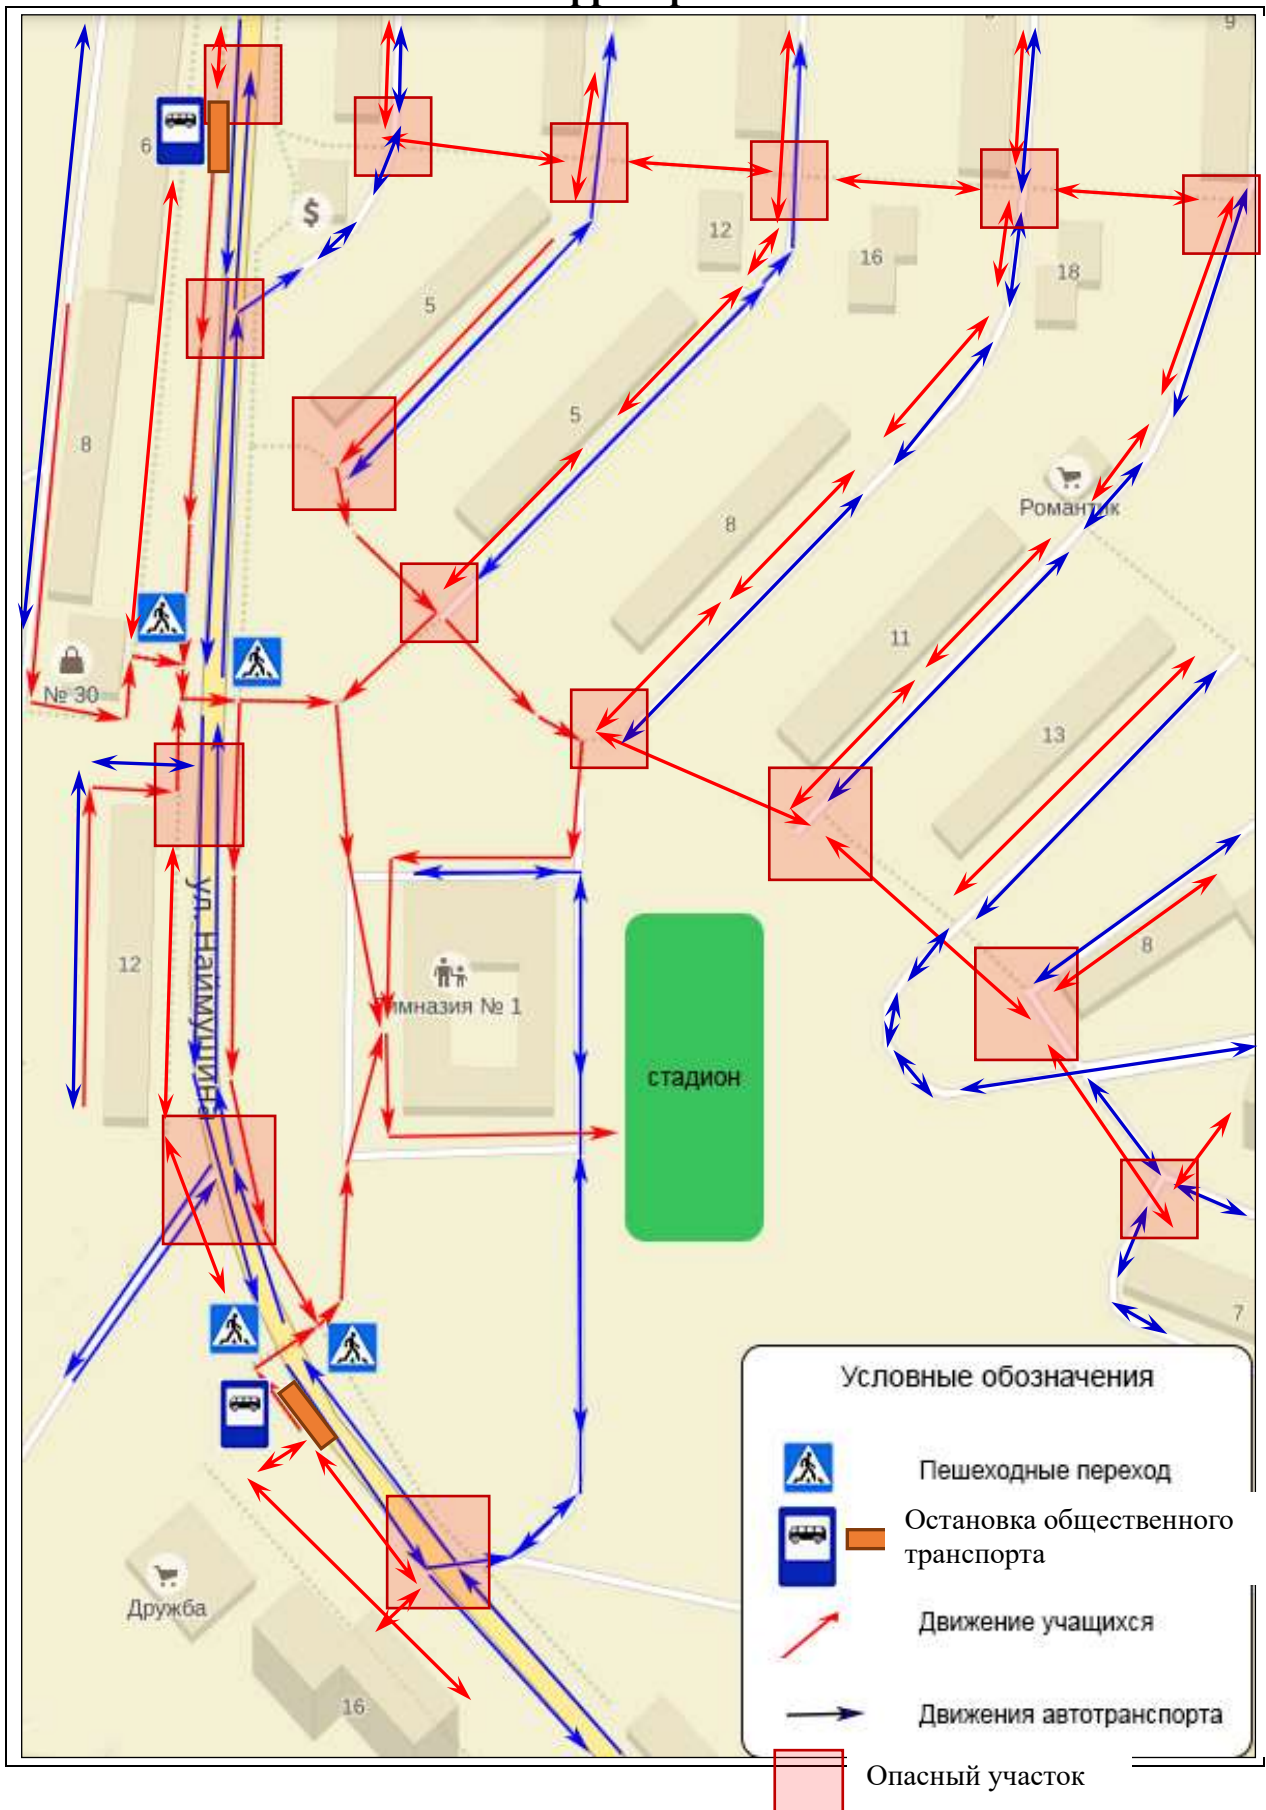 9
6
$
12
16
18
5
8
5
Романтик
8
№ 30
11
13
ул. Наймушина
12
8
Гимназия № 1
стадион
7
Условные обозначения
Пешеходные переход
Остановка общественного
транспорта
Дружба
Движение учащихся
16
Движения автотранспорта
Опасный участок